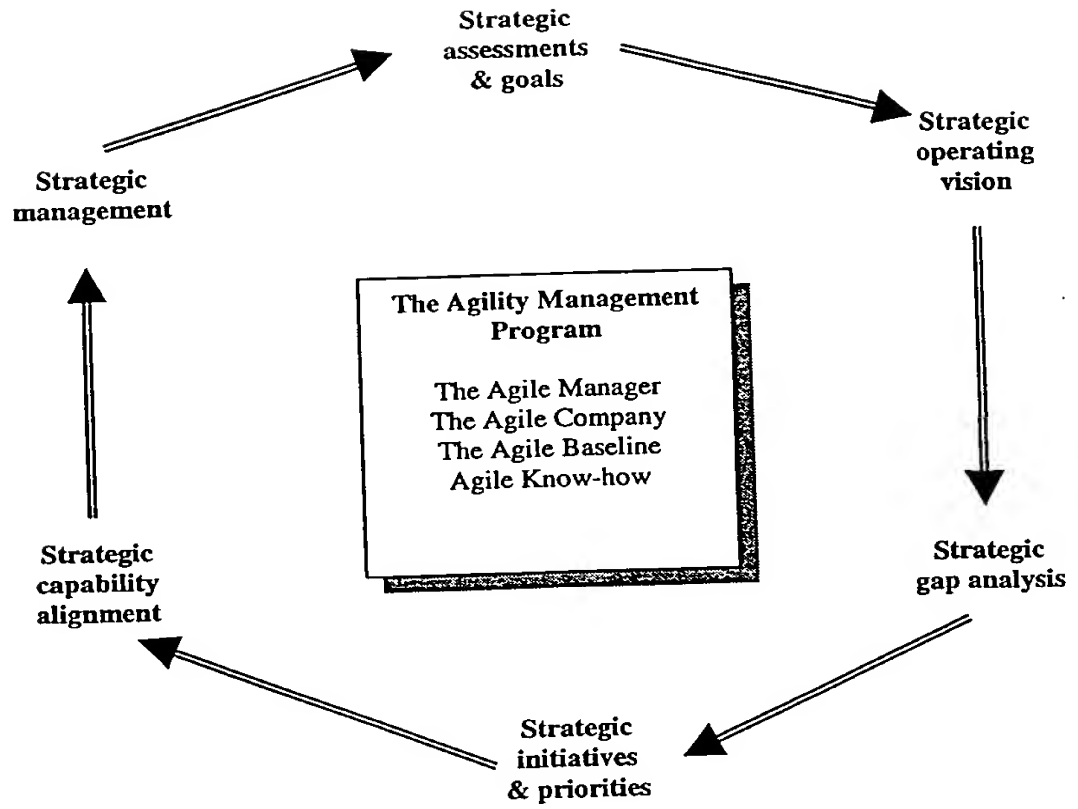 Strategic
assessments
& goals
Strategic
operating
vision
Strategic
management
The Agility Management
Program
The Agile Manager
The Agile Company
The Agile Baseline
Agile Know-how
Strategic
capability
alignment
Strategic
gap analysis
Strategic
initiatives
& priorities